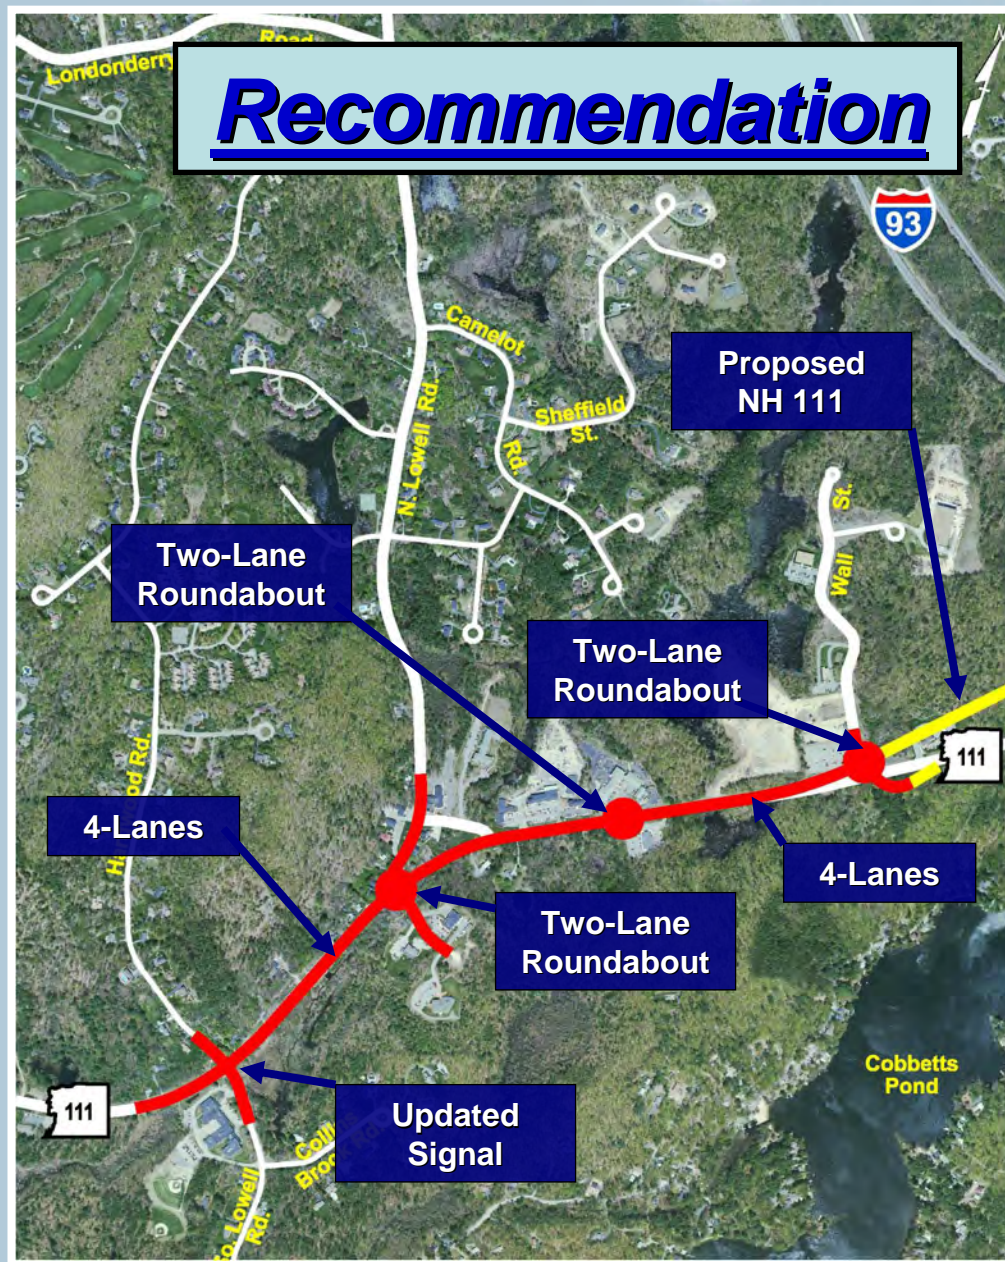 Londonderry Road
Recommendation
93
Camelot
Rd.
Sheffield
St.
N. Lowell Rd.
Proposed
NH 111
Two-Lane
Roundabout
Wall St.
Two-Lane
Roundabout
111
Rd.
4-Lanes
4-Lanes
Two-Lane
Roundabout
Cobbetts
Pond
111
Updated
Signal
Lowell
Rd.